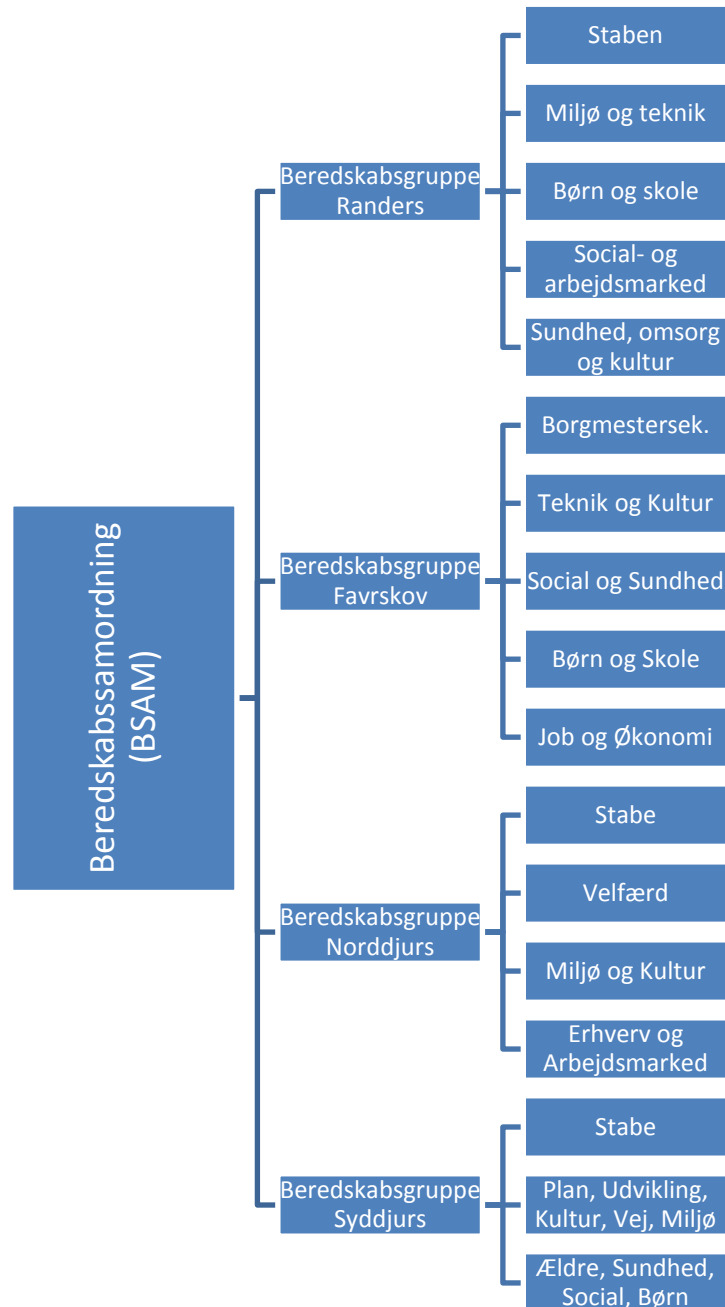 Beredskabssamordning
(BSAM)
Beredskabsgruppe
Randers
Staben
Miljø og teknik
Børn og skole
Social- og
arbejdsmarked
Sundhed, omsorg
og kultur
Beredskabsgruppe
Favrskov
Borgmestersek.
Teknik og Kultur
Social og Sundhed
Børn og Skole
Job og Økonomi
Beredskabsgruppe
Norddjurs
Stabe
Velfærd
Miljø og Kultur
Erhverv og
Arbejdsmarked
Beredskabsgruppe
Syddjurs
Stabe
Plan, Udvikling,
Kultur, Vej, Miljø
Ældre, Sundhed,
Social, Børn